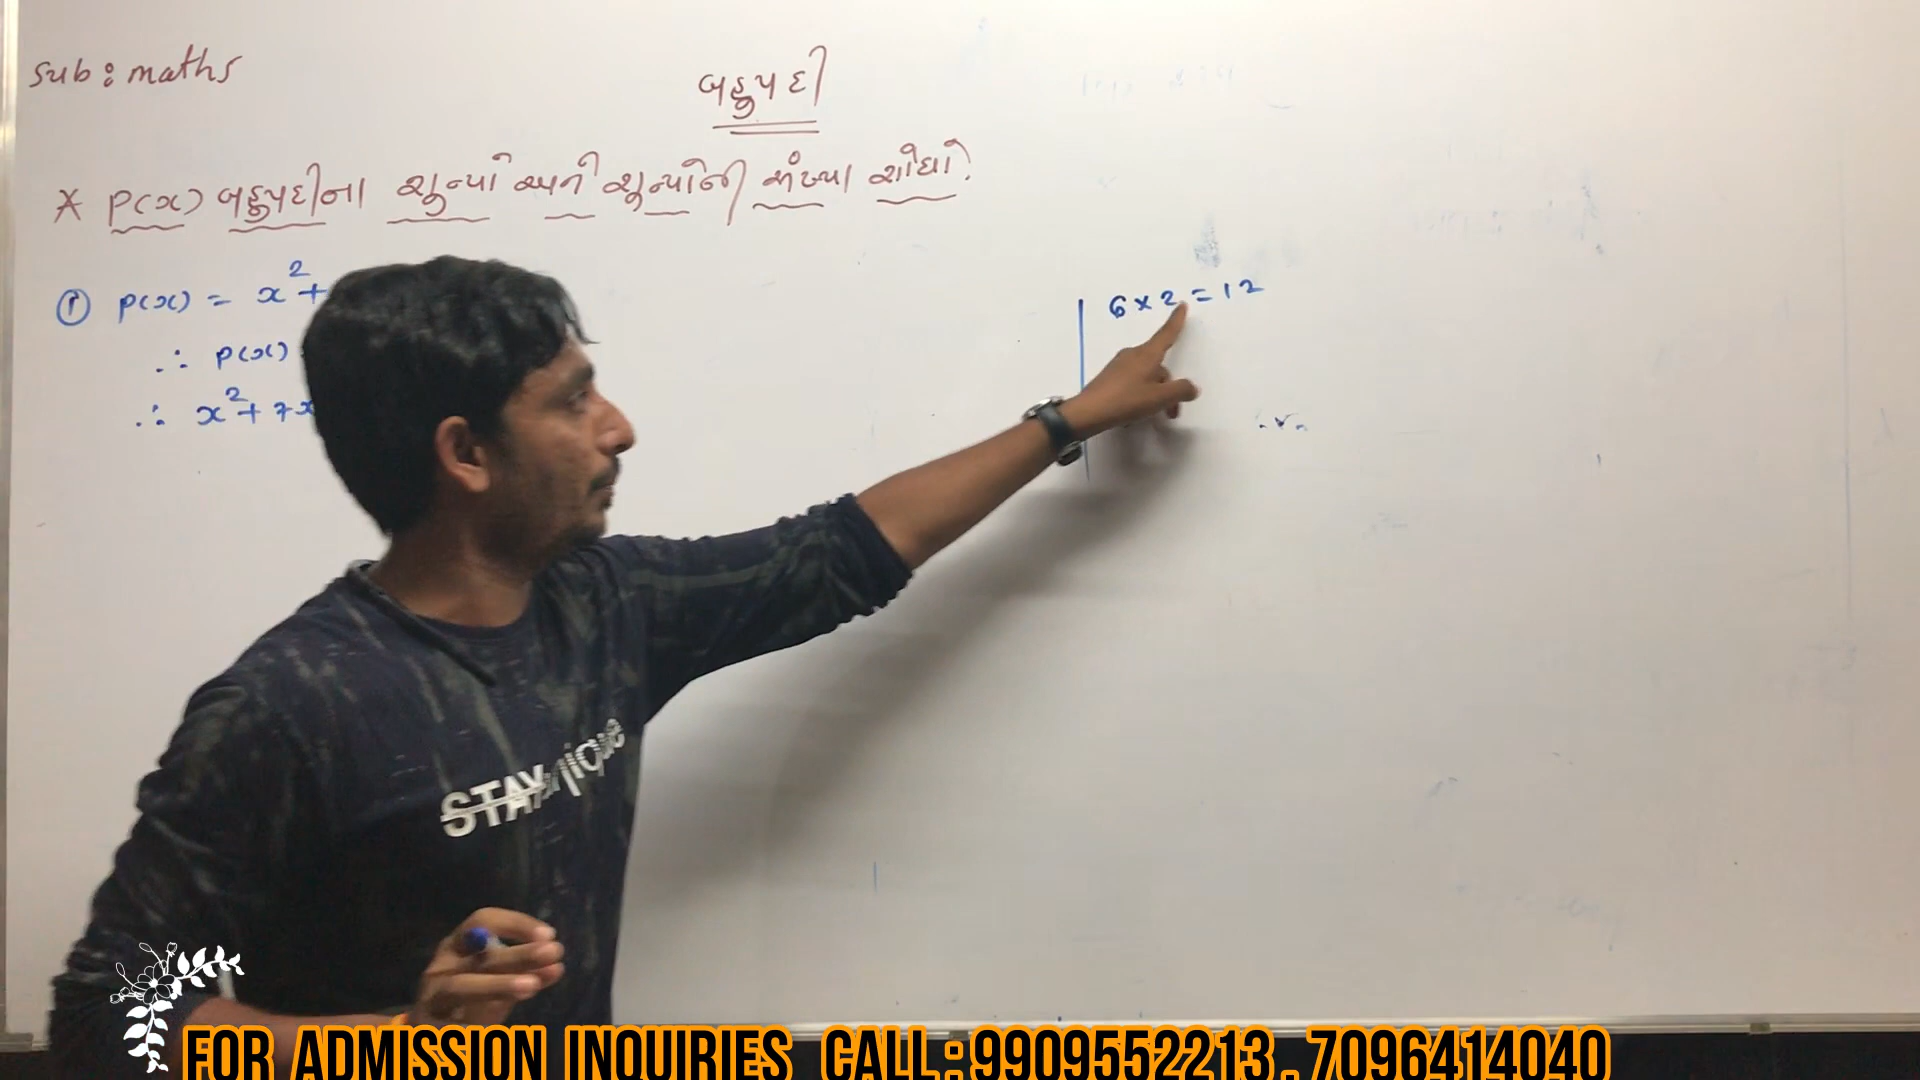 sub : maths
બહુપદી
* P(x) બહુપદીના શૂન્યો અને શૂન્યોની સંખ્યા શોધો.
① P(x) = x² +
∴ P(x)
∴ x² + 7x
6 × 2 = 12
STAY unique
FOR ADMISSION INQUIRIES CALL : 9909552213 , 7096414040